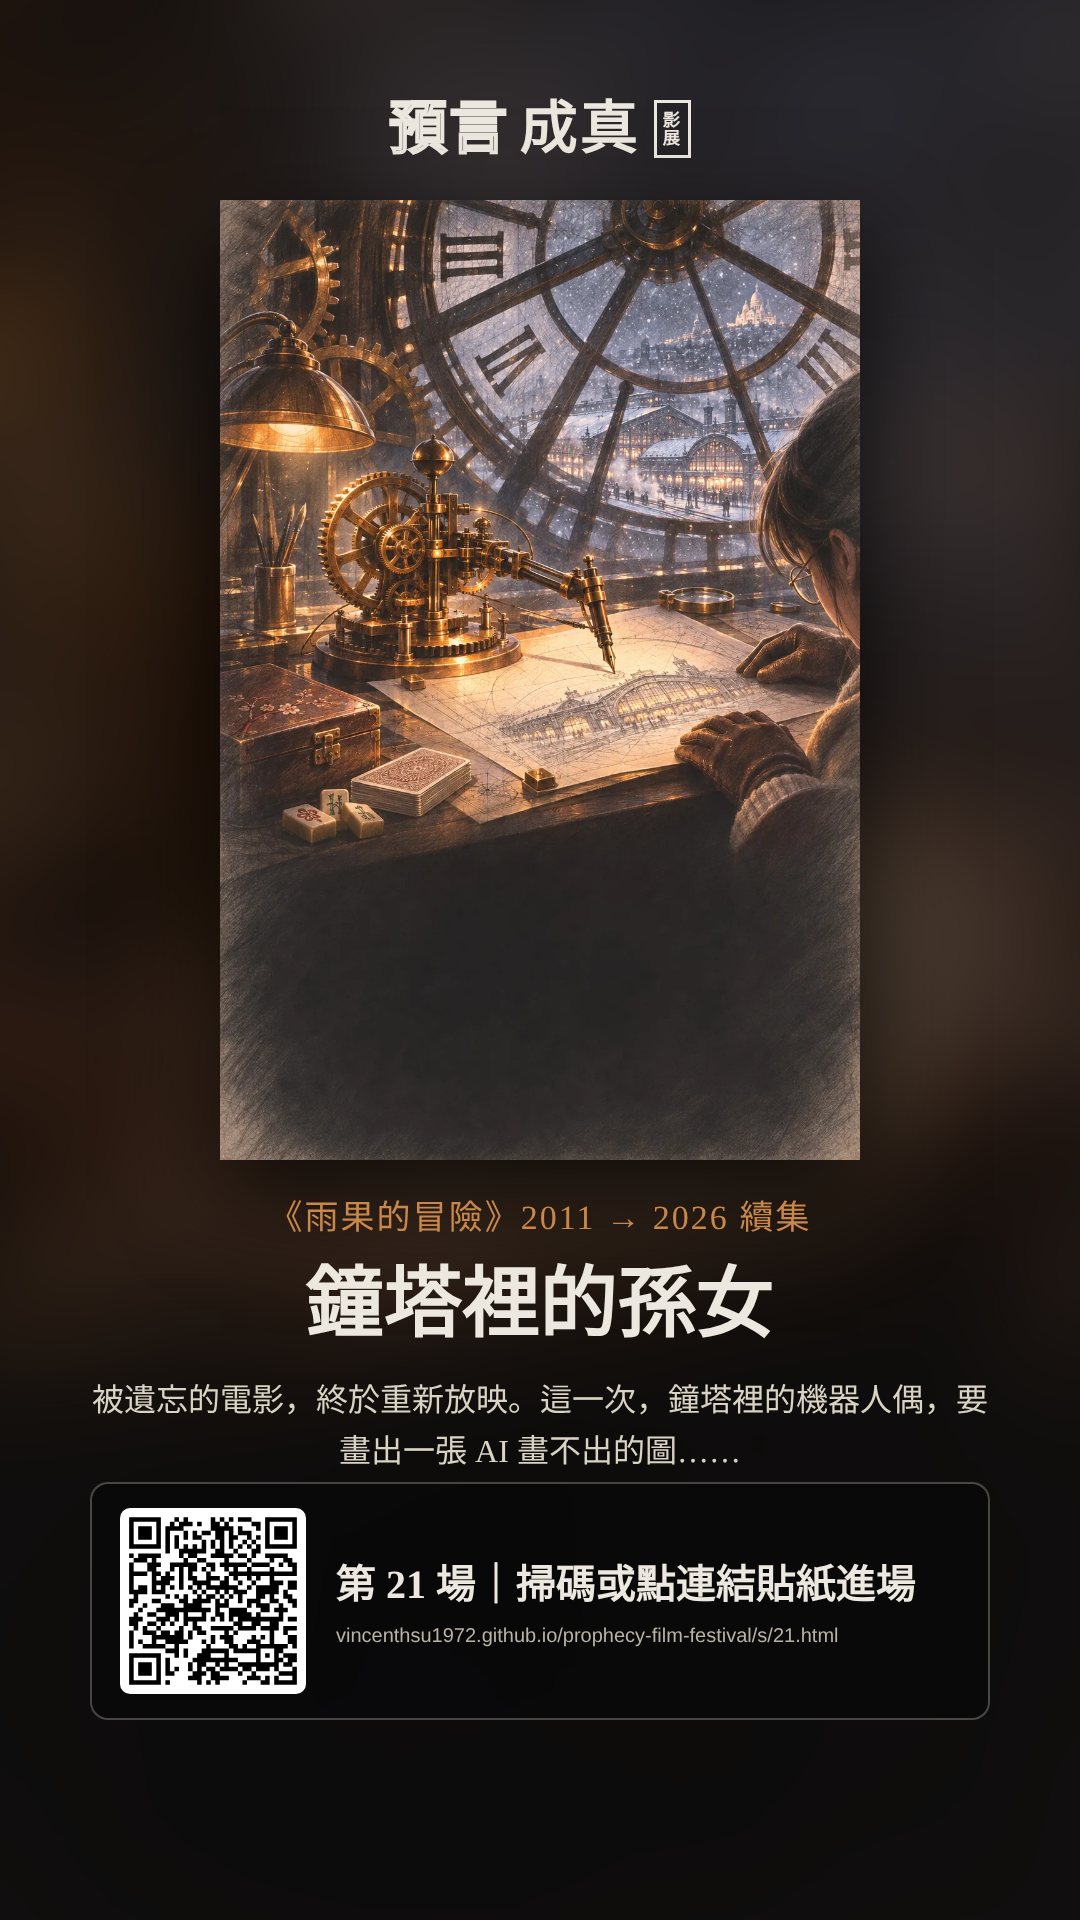 預言成真 影展
III
IV
《雨果的冒險》2011 → 2026 續集
鐘塔裡的孫女
被遺忘的電影，終於重新放映。這一次，鐘塔裡的機器人偶，要
畫出一張 AI 畫不出的圖……
第 21 場｜掃碼或點連結貼紙進場
vincenthsu1972.github.io/prophecy-film-festival/s/21.html